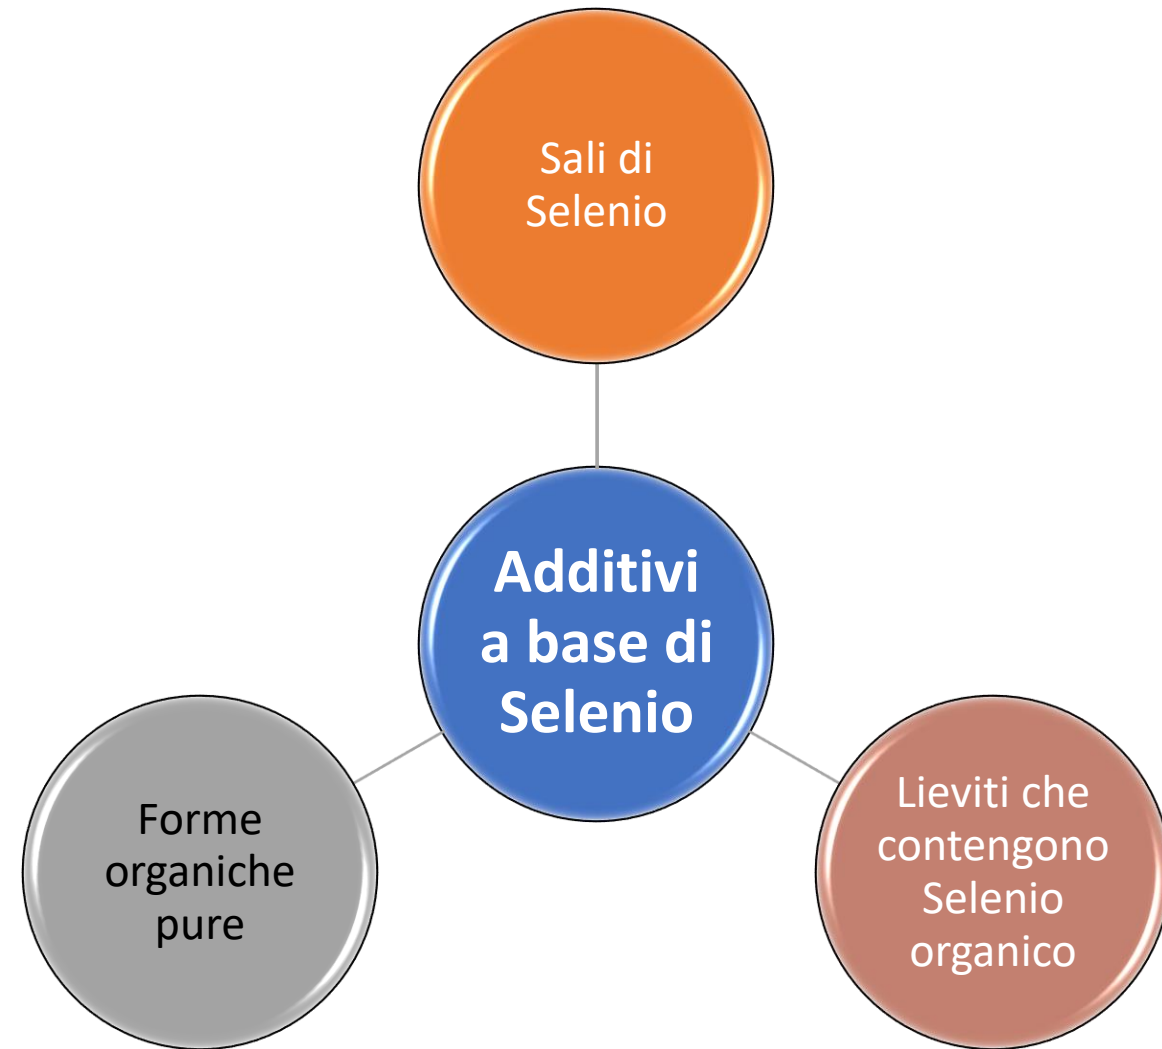 Sali di
Selenio
Additivi
a base di
Selenio
Forme
organiche
pure
Lieviti che
contengono
Selenio
organico